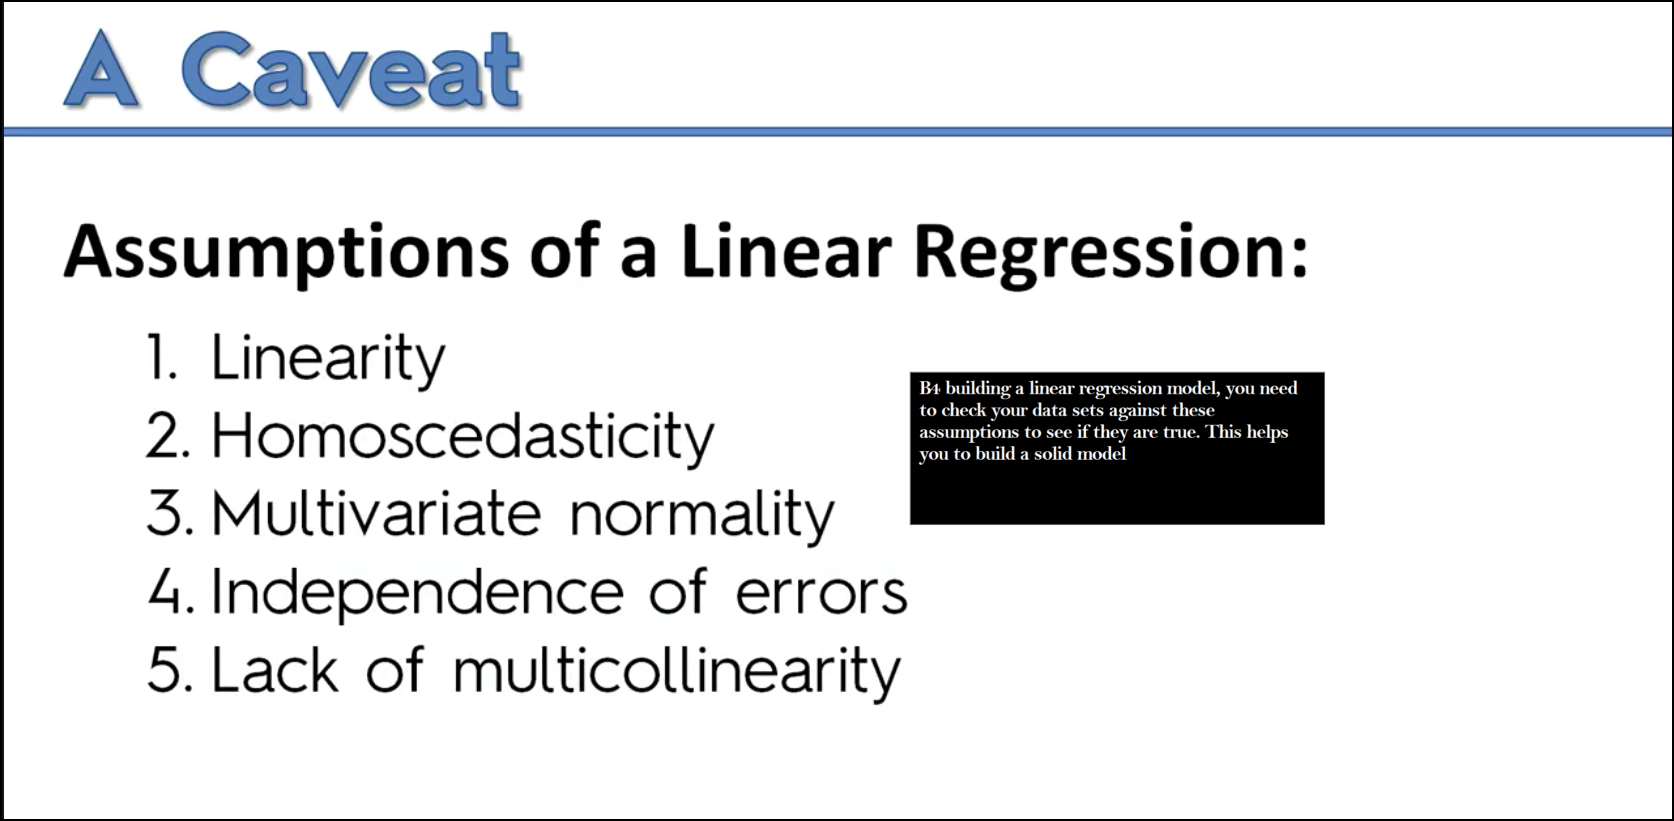 A Caveat
Assumptions of a Linear Regression:
1. Linearity
2. Homoscedasticity
3. Multivariate normality
4. Independence of errors
5. Lack of multicollinearity
B4 building a linear regression model, you need
to check your data sets against these
assumptions to see if they are true. This helps
you to build a solid model